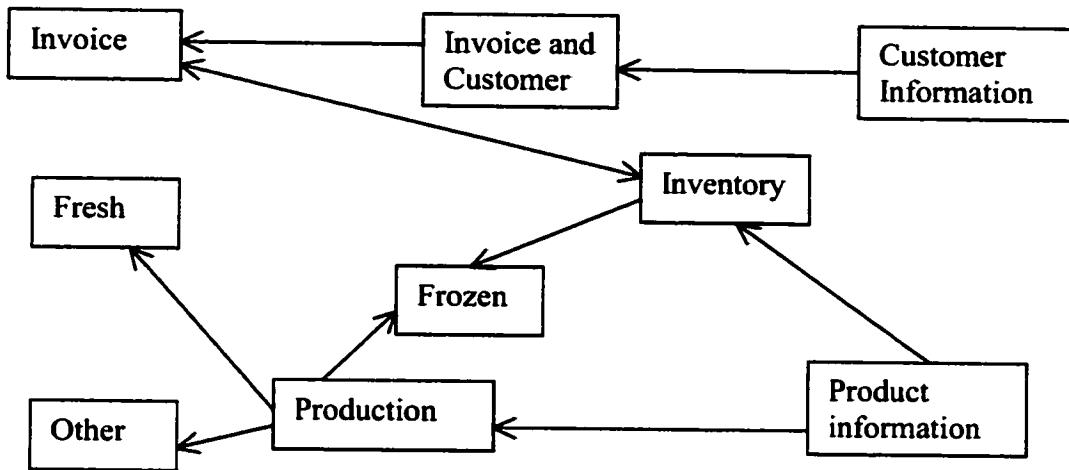 Invoice
Invoice and
Customer
Customer
Information
Inventory
Fresh
Frozen
Production
Product
information
Other